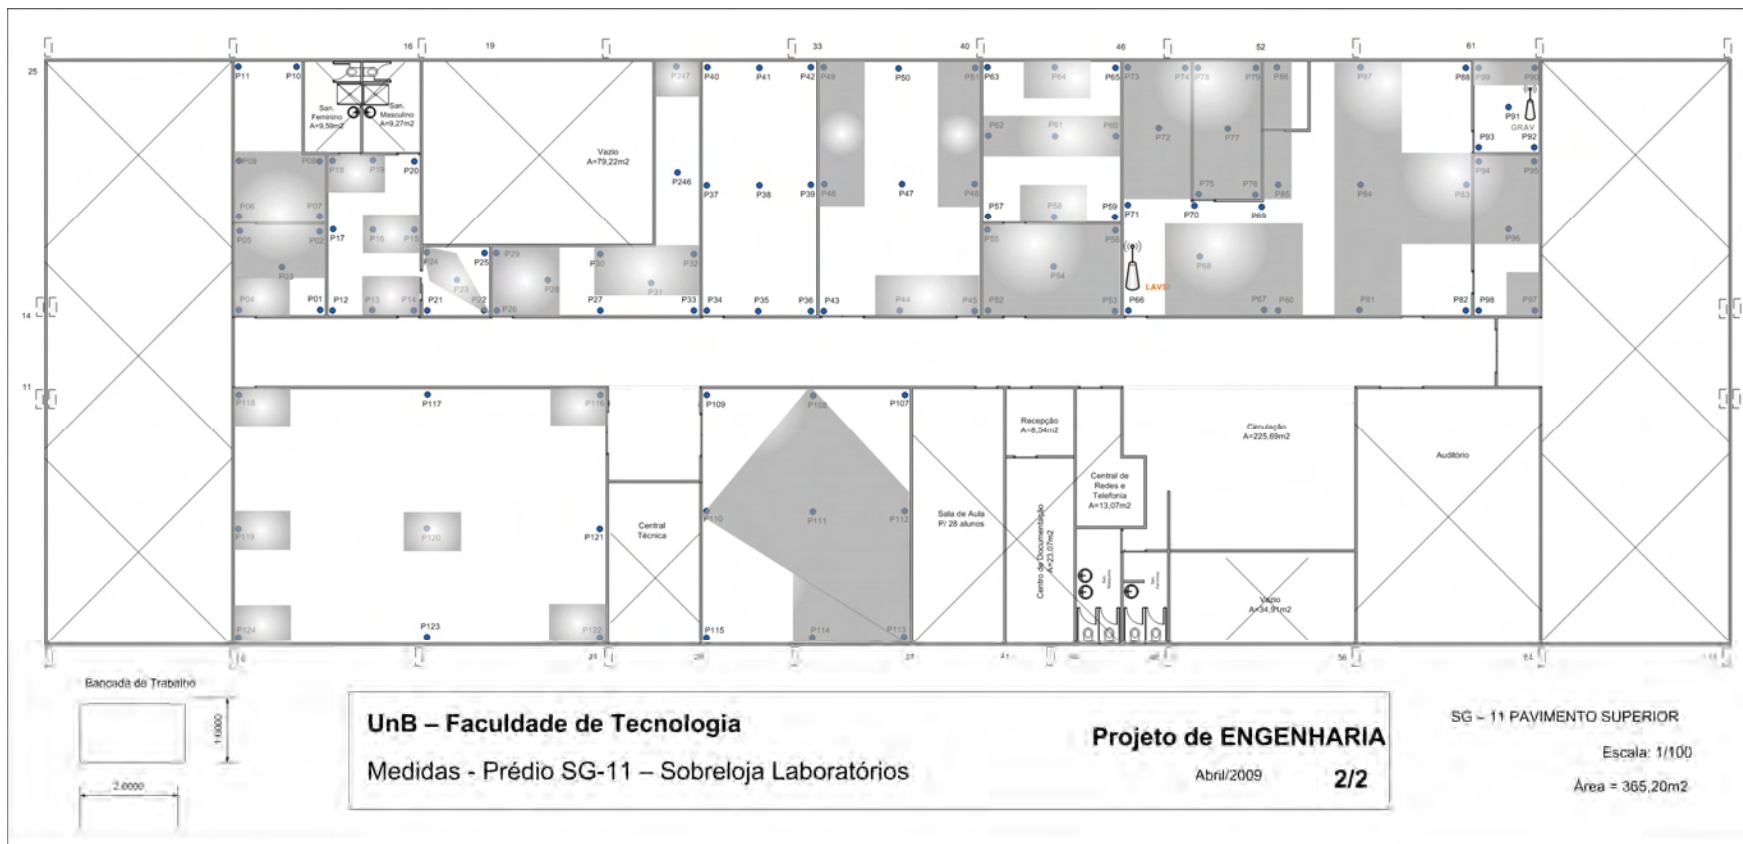 16
19
33
40
46
52
61
25
P11
P10
P247
P40
P41
P42
P49
P50
P51
P63
P64
P65
P73
P74
P78
P79
P86
P87
P88
P89
P90
San.
Feminino
A=9,59m2
San.
Masculino
A=9,27m2
P91
GRAV
P62
P61
P60
P72
P77
P93
P92
P09
P08
P18
P19
P20
Vazio
A=79,22m2
P246
P37
P38
P39
P46
P47
P48
P75
P76
P85
P84
P83
P94
P95
P06
P07
P57
P58
P59
P71
P70
P69
P05
P02
P17
P16
P15
P55
P56
P96
P24
P25
P29
P30
P32
P03
P23
P28
P31
P54
P68
LAVSI
P04
P01
P12
P13
P14
P21
P22
P26
P27
P33
P34
P35
P36
P43
P44
P45
P52
P53
P66
P67
P80
P81
P82
P98
P97
14
11
P118
P117
P116
P109
P108
P107
Recepção
A=8,54m2
Circulação
A=225,69m2
Auditório
Central de
Redes e
Telefonia
A=13,07m2
P119
P120
P121
Central
Técnica
P110
P111
P112
Sala de Aula
P/ 28 alunos
Centro de Documentação
A=23,07m2
San.
Masculino
San.
Feminino
Vazio
A=34,91m2
P124
P123
P122
P115
P114
P113
Bancada de Trabalho
1.0000
2.0000
UnB – Faculdade de Tecnologia
Medidas - Prédio SG-11 – Sobreloja Laboratórios
Projeto de ENGENHARIA
Abril/2009
2/2
SG – 11 PAVIMENTO SUPERIOR
Escala: 1/100
Área = 365,20m2